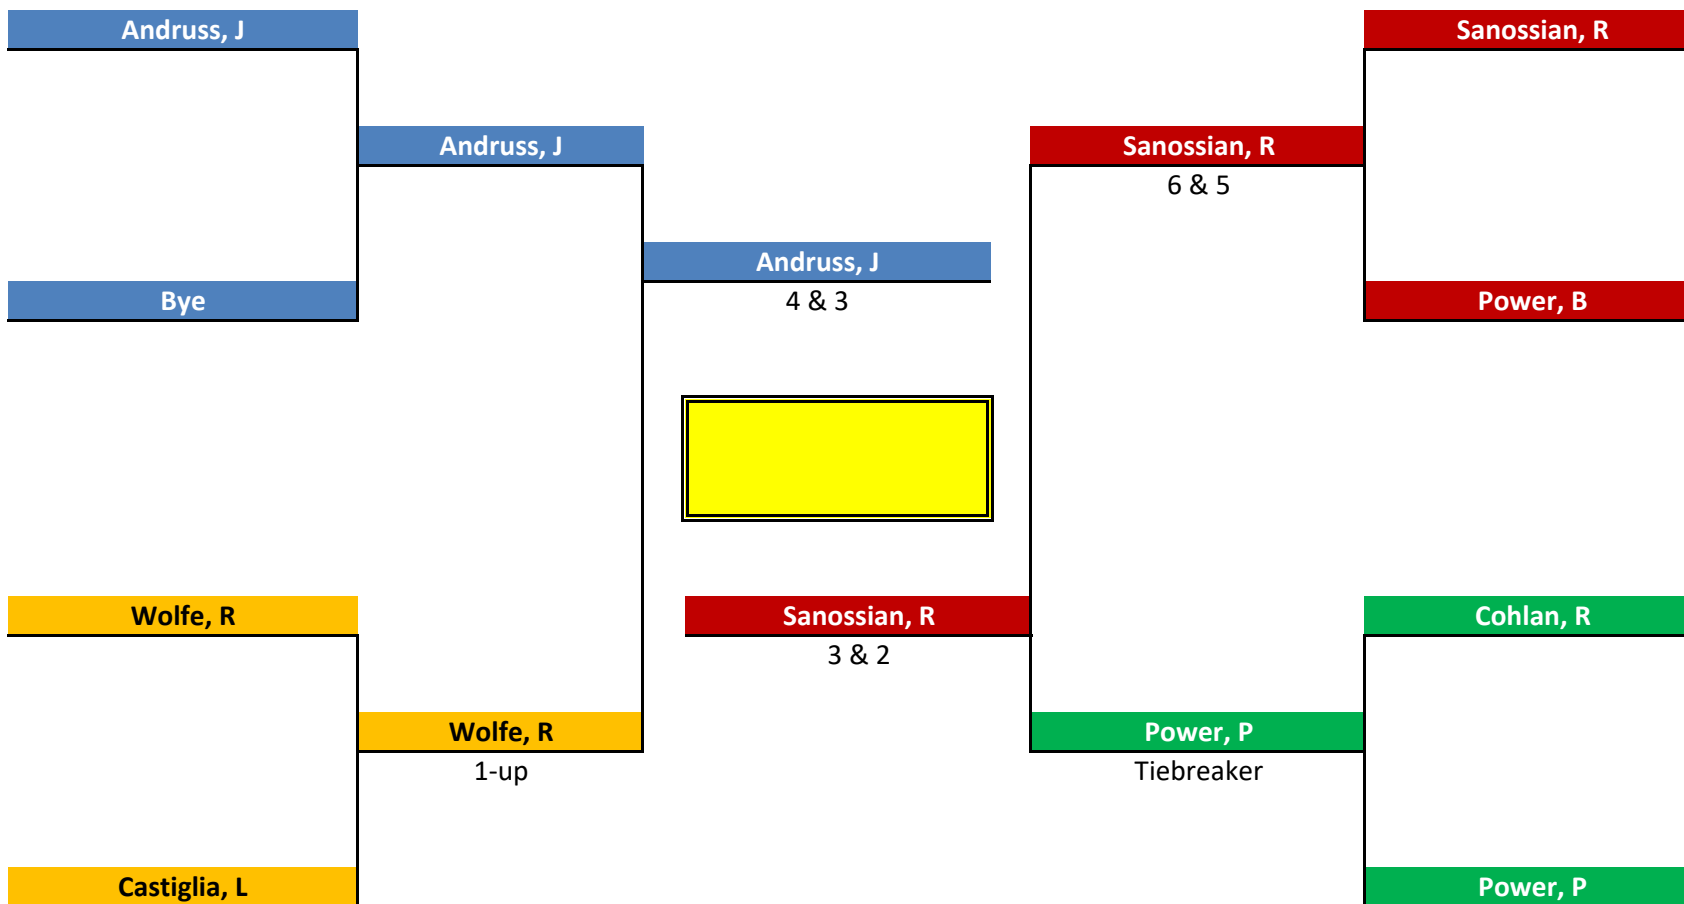 Andruss, J
Sanossian, R
Andruss, J
Sanossian, R
6 & 5
Andruss, J
4 & 3
Bye
Power, B
Wolfe, R
Sanossian, R
3 & 2
Cohlan, R
Wolfe, R
1-up
Power, P
Tiebreaker
Castiglia, L
Power, P